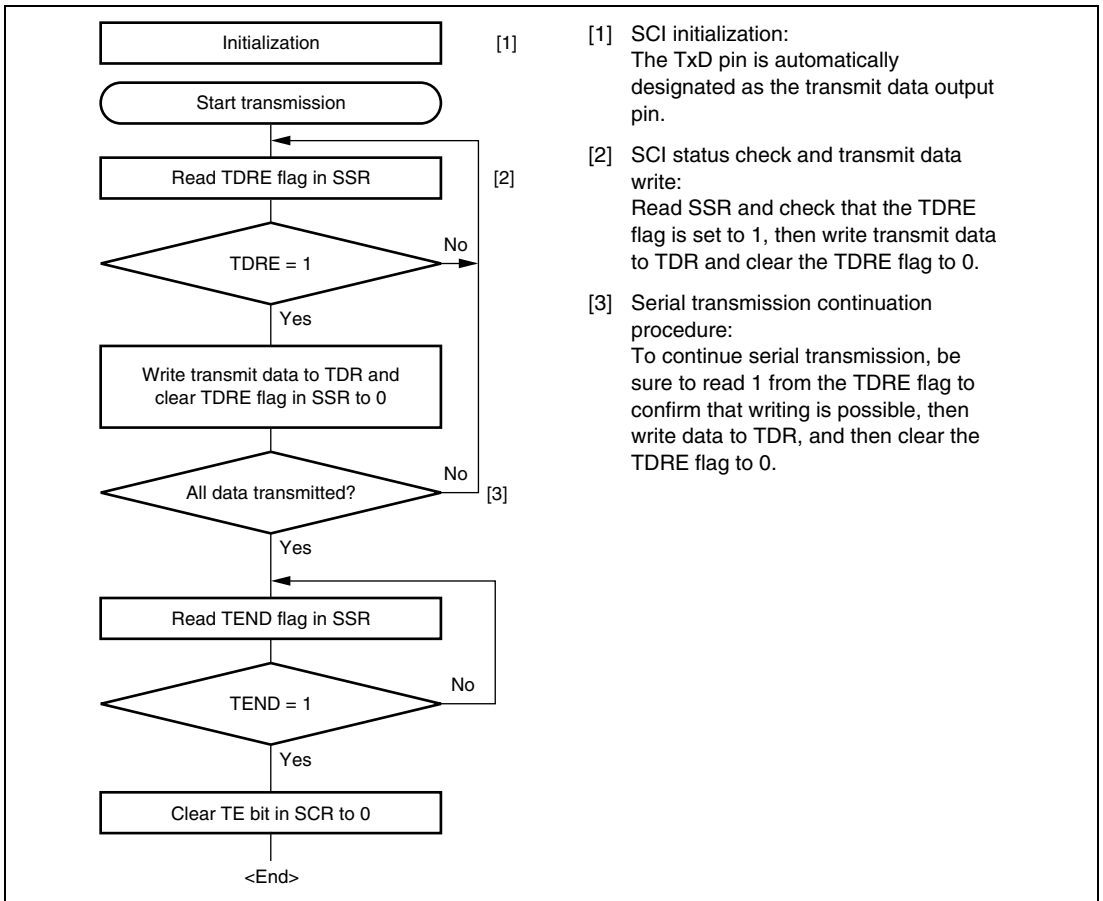 Initialization
[1]
Start transmission
Read TDRE flag in SSR
[2]
TDRE = 1
No
Yes
Write transmit data to TDR and
clear TDRE flag in SSR to 0
All data transmitted?
No
[3]
Yes
Read TEND flag in SSR
TEND = 1
No
Yes
Clear TE bit in SCR to 0
<End>
[1] SCI initialization:
The TxD pin is automatically
designated as the transmit data output
pin.
[2] SCI status check and transmit data
write:
Read SSR and check that the TDRE
flag is set to 1, then write transmit data
to TDR and clear the TDRE flag to 0.
[3] Serial transmission continuation
procedure:
To continue serial transmission, be
sure to read 1 from the TDRE flag to
confirm that writing is possible, then
write data to TDR, and then clear the
TDRE flag to 0.